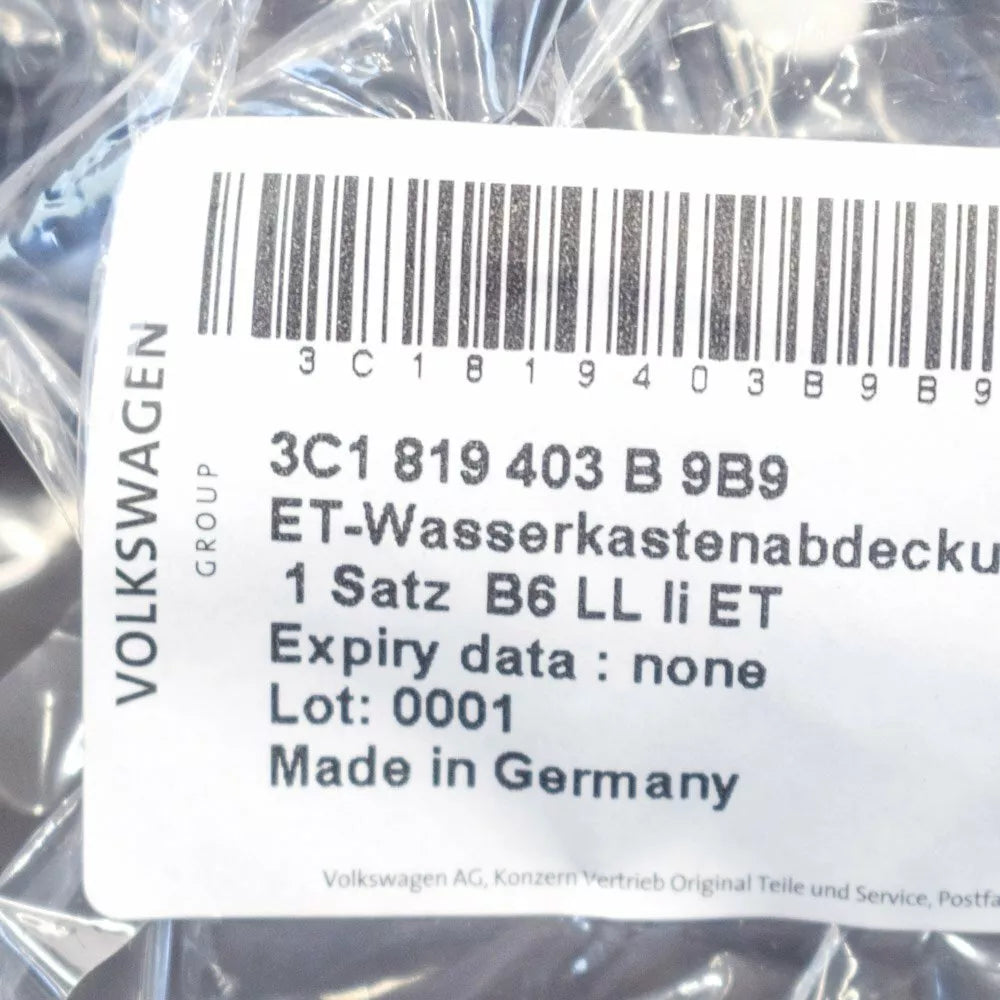 VOLKSWAGEN
GROUP
3C1819403B9B9
3C1 819 403 B 9B9
ET-Wasserkastenabdecku
1 Satz B6 LL li ET
Expiry data : none
Lot: 0001
Made in Germany
Volkswagen AG, Konzern Vertrieb Original Teile und Service, Postfa